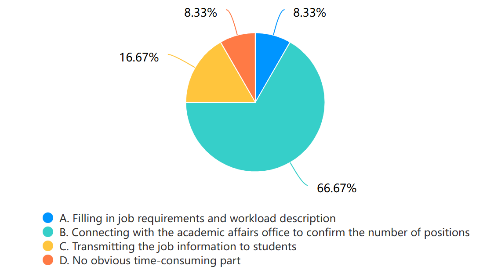 8.33%
8.33%
16.67%
66.67%
A. Filling in job requirements and workload description
B. Connecting with the academic affairs office to confirm the number of positions
C. Transmitting the job information to students
D. No obvious time-consuming part